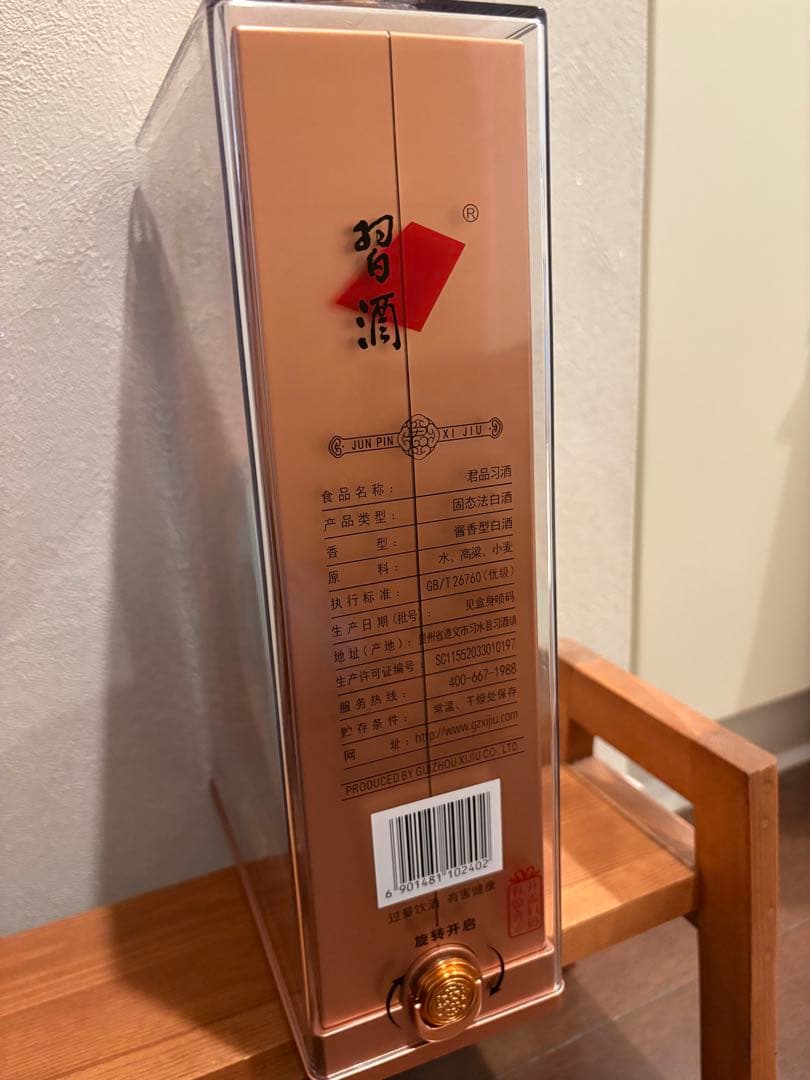 習酒
®
JUN PIN XI JIU
食品名称： 君品习酒
产品类型： 固态法白酒
香型： 酱香型白酒
原料： 水、高粱、小麦
执行标准： GB/T 26760(优级)
生产日期(批号)： 见盒身喷码
地址(产地)：贵州省遵义市习水县习酒镇
生产许可证编号： SC11552033010197
服务热线： 400-667-1988
贮存条件： 常温、干燥处保存
网址：http://www.gzxijiu.com
PRODUCED BY GUIZHOU XIJIU CO., LTD.
6 901481 102402
过量饮酒 有害健康
旋转开启